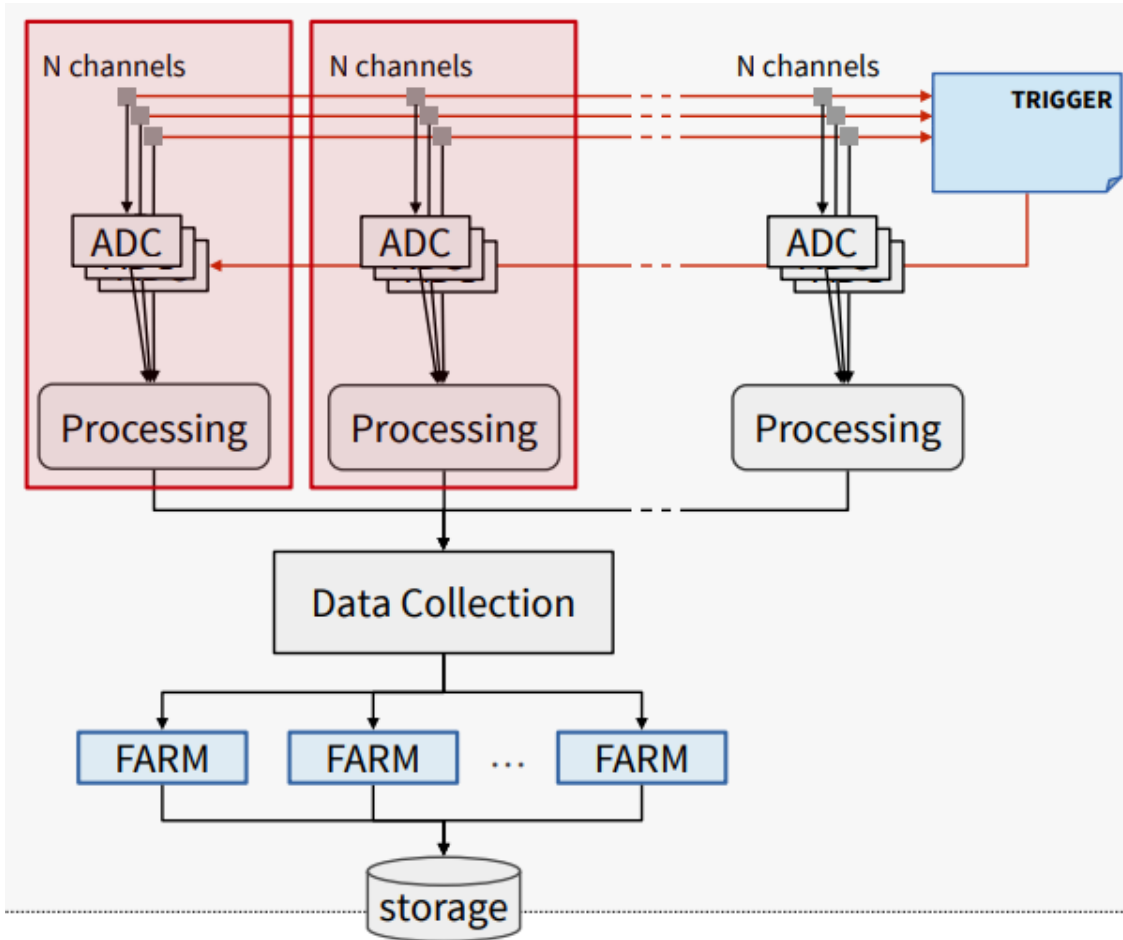 N channels
N channels
N channels
TRIGGER
ADC
ADC
ADC
Processing
Processing
Processing
Data Collection
FARM
FARM
...
FARM
storage